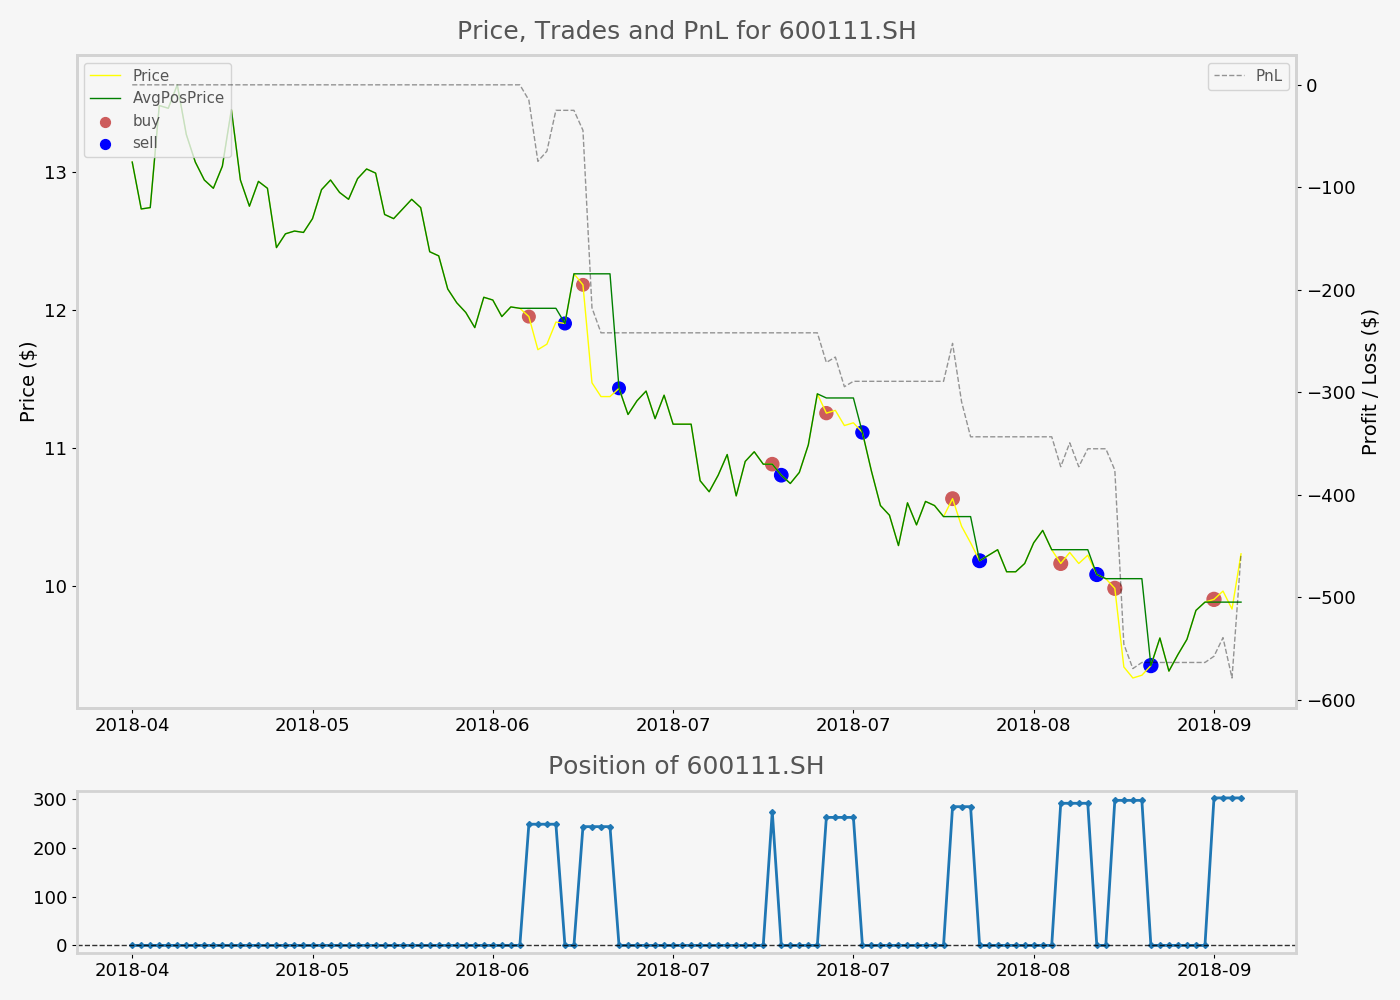 Price, Trades and PnL for 600111.SH
Price
AvgPosPrice
buy
sell
PnL
13
12
11
10
Price ($)
0
−100
−200
−300
−400
−500
−600
Profit / Loss ($)
2018-04 2018-05 2018-06 2018-07 2018-07 2018-08 2018-09
Position of 600111.SH
300
200
100
0
2018-04 2018-05 2018-06 2018-07 2018-07 2018-08 2018-09